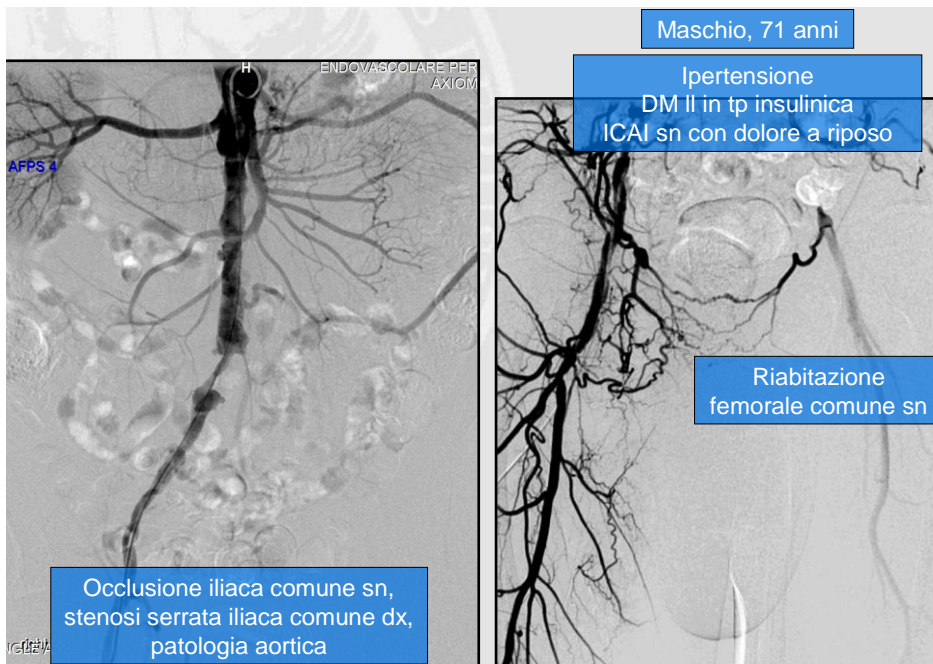 Maschio, 71 anni
Ipertensione
DM II in tp insulinica
ICAI sn con dolore a riposo
H
ENDOVASCOLARE PER
AXIOM
AFPS 4
Riabitazione
femorale comune sn
Occlusione iliaca comune sn,
stenosi serrata iliaca comune dx,
patologia aortica
right